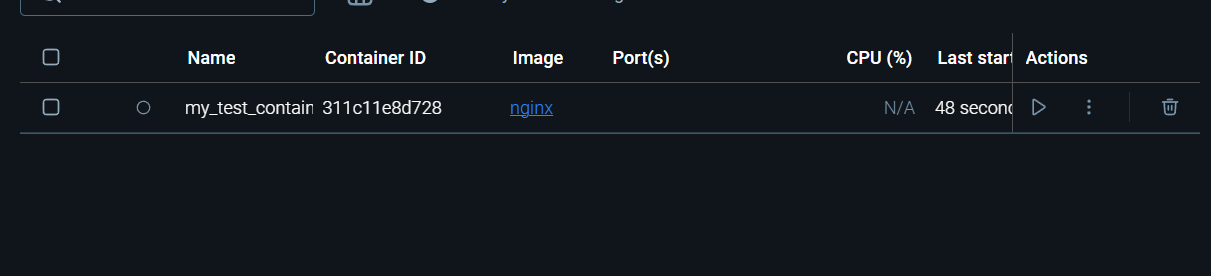 Name Container ID Image Port(s) CPU (%) Last start Actions
my_test_contain 311c11e8d728 nginx N/A 48 second